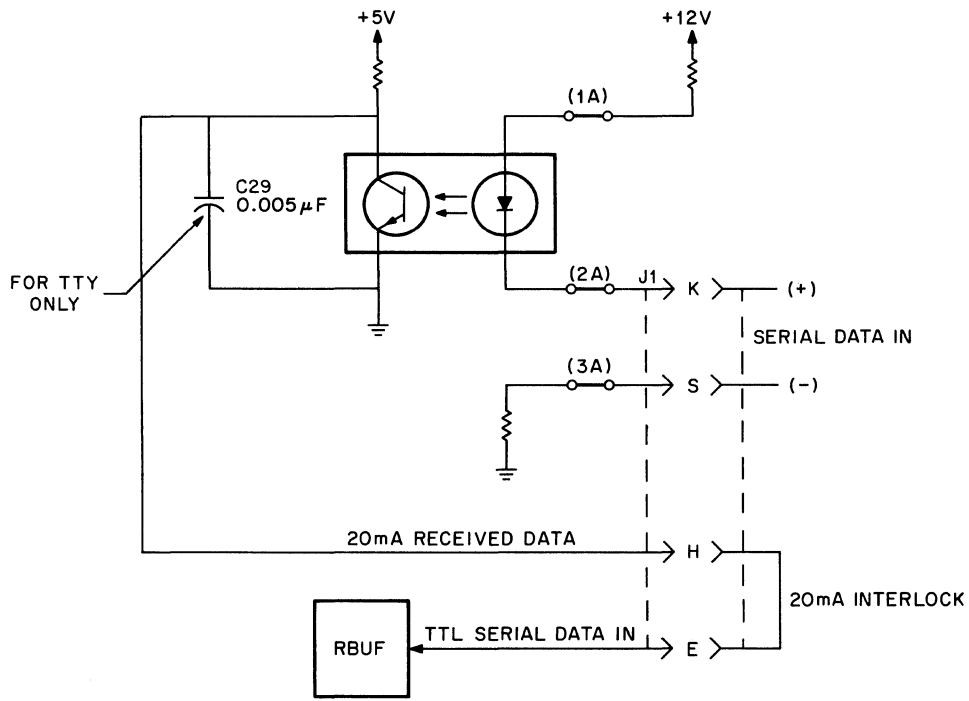 +5V
+12V
(1A)
C29
0.005µF
FOR TTY
ONLY
(2A)
J1
K
(+)
SERIAL DATA IN
(3A)
S
(-)
20mA RECEIVED DATA
H
20mA INTERLOCK
RBUF
TTL SERIAL DATA IN
E